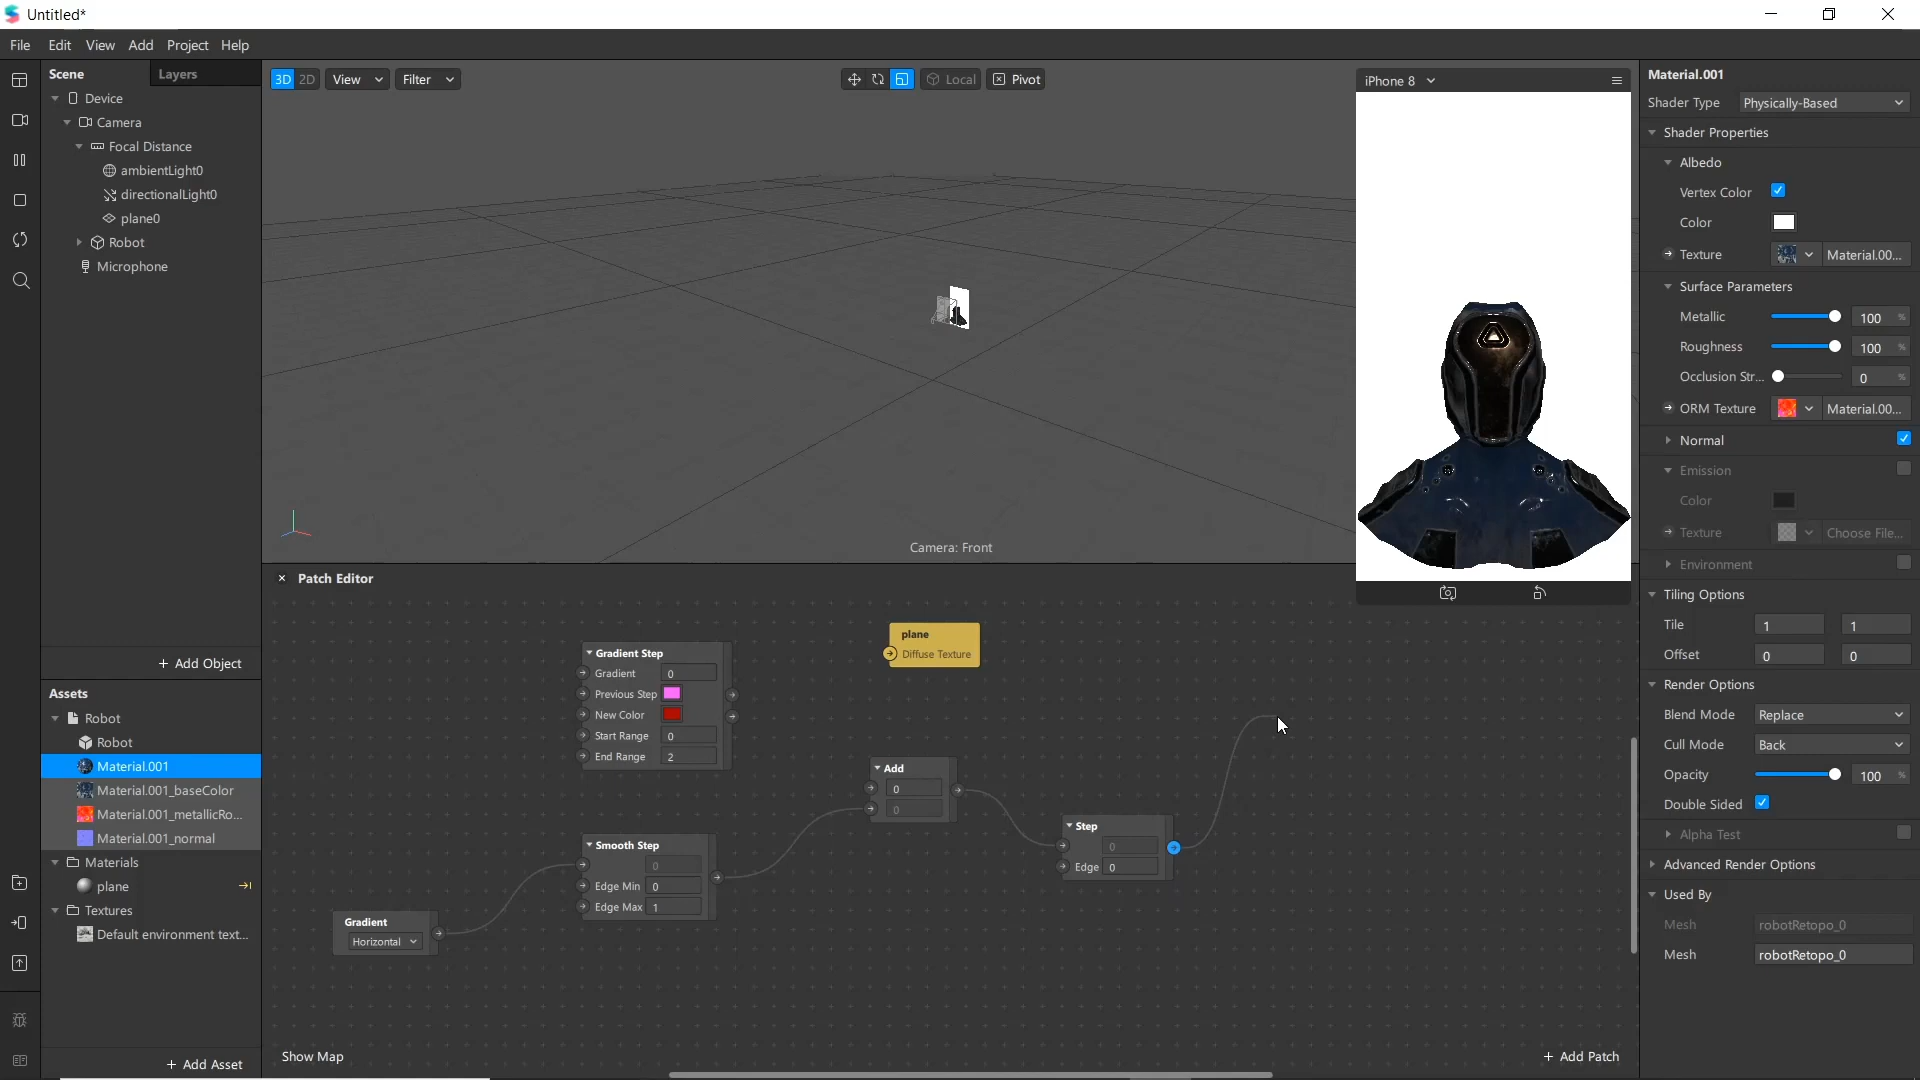 Untitled*
File Edit View Add Project Help
Scene Layers
Device
Camera
Focal Distance
ambientLight0
directionalLight0
plane0
Robot
Microphone
+ Add Object
Assets
Robot
Robot
Material.001
Material.001_baseColor
Material.001_metallicRo...
Material.001_normal
Materials
plane
Textures
Default environment text...
+ Add Asset
3D 2D View Filter
Local Pivot
Camera: Front
iPhone 8
Patch Editor
Gradient Step
Gradient 0
Previous Step
New Color
Start Range 0
End Range 2
plane
Diffuse Texture
Add
0
0
Step
0
Edge 0
Smooth Step
0
Edge Min 0
Edge Max 1
Gradient
Horizontal
Show Map
+ Add Patch
Material.001
Shader Type Physically-Based
Shader Properties
Albedo
Vertex Color
Color
Texture Material.00...
Surface Parameters
Metallic 100 %
Roughness 100 %
Occlusion Str... 0 %
ORM Texture Material.00...
Normal
Emission
Color
Texture Choose File...
Environment
Tiling Options
Tile 1 1
Offset 0 0
Render Options
Blend Mode Replace
Cull Mode Back
Opacity 100 %
Double Sided
Alpha Test
Advanced Render Options
Used By
Mesh robotRetopo_0
Mesh robotRetopo_0